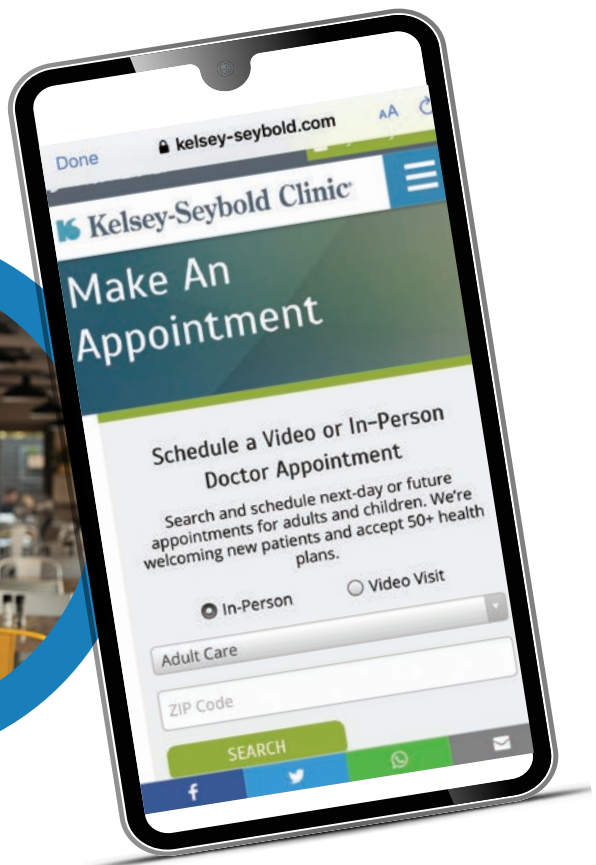 Done kelsey-seybold.com AA
Kelsey-Seybold Clinic
Make An
Appointment
Schedule a Video or In-Person
Doctor Appointment
Search and schedule next-day or future
appointments for adults and children. We're
welcoming new patients and accept 50+ health
plans.
In-Person Video Visit
Adult Care
ZIP Code
SEARCH